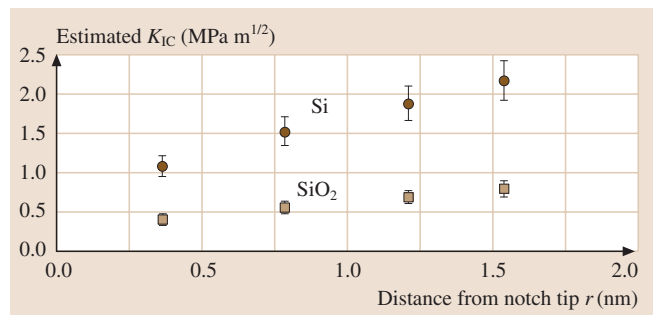 Estimated K_IC (MPa m^1/2)
2.5
2.0
1.5
1.0
0.5
0.0
Si
SiO₂
0.0 0.5 1.0 1.5 2.0
Distance from notch tip r (nm)